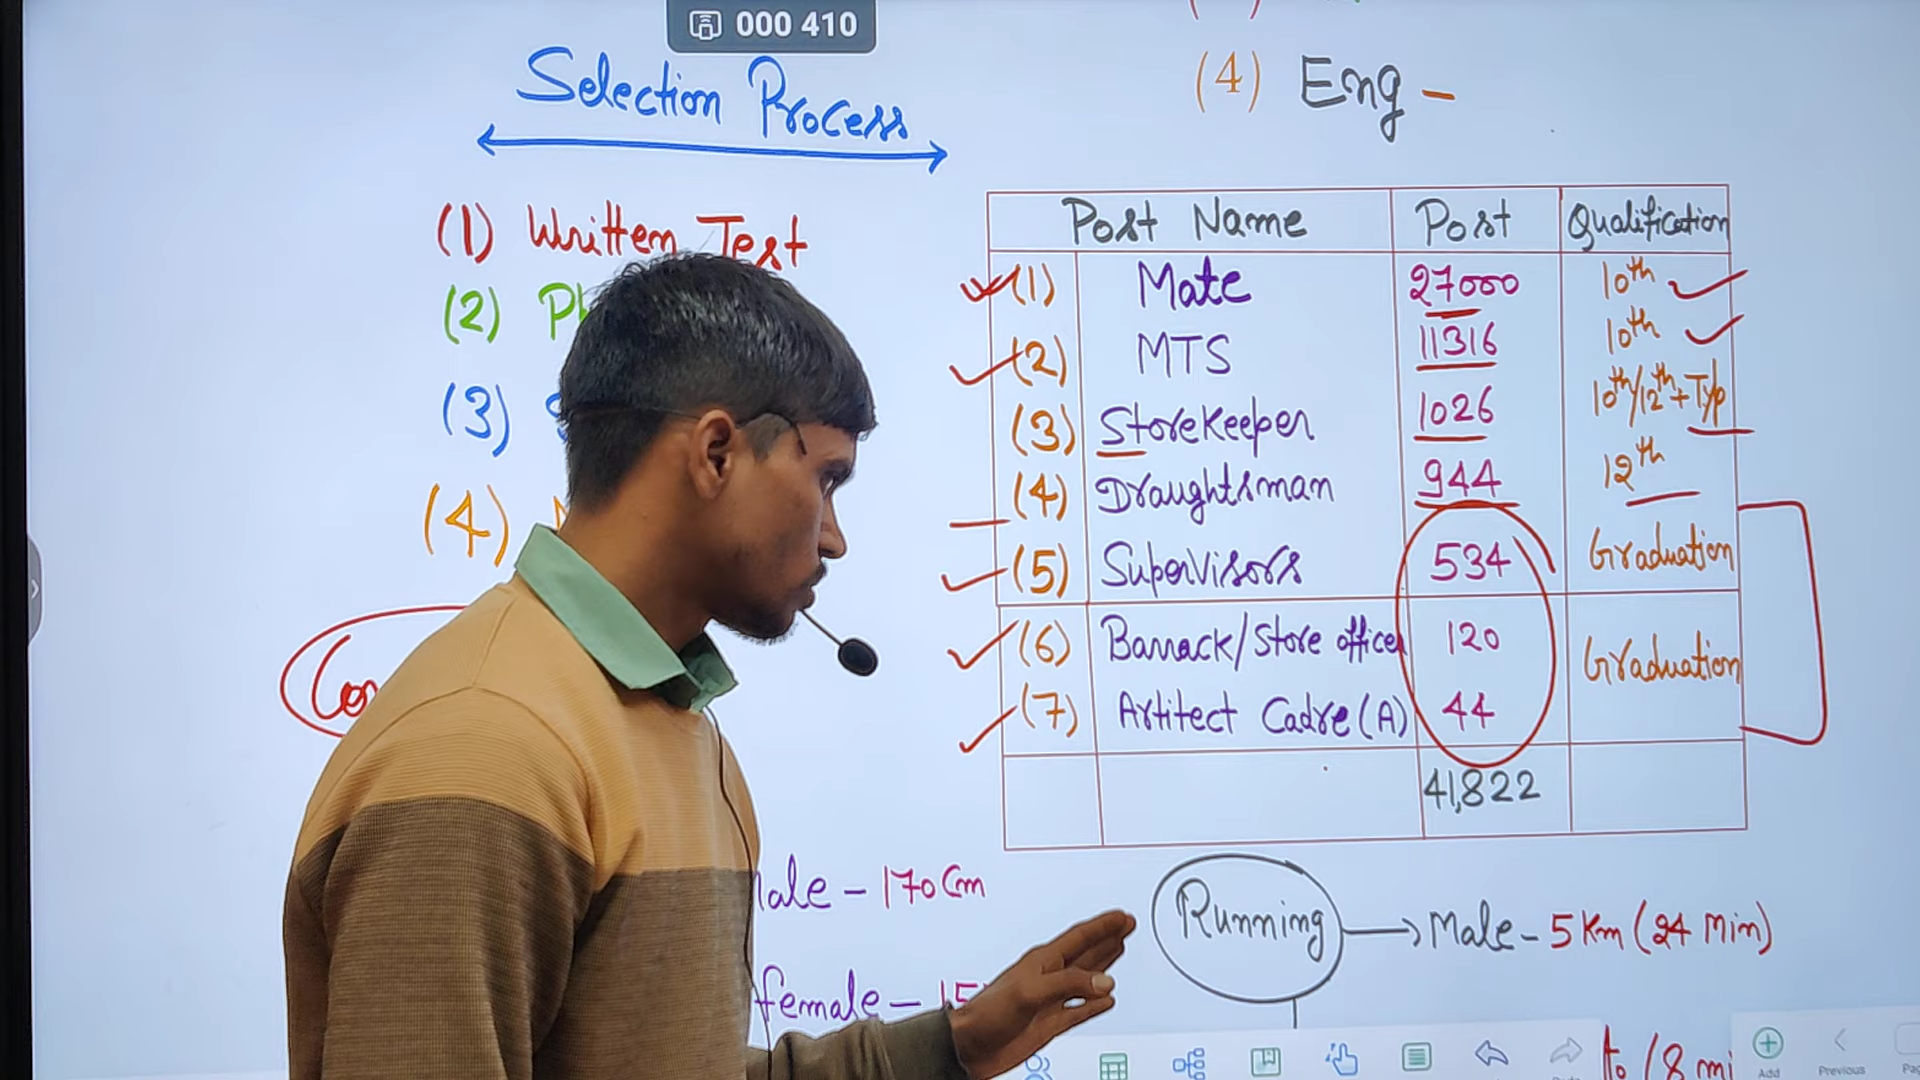 000 410
Selection Process
(4) Eng -
(1) Written Test
(2)
(3)
(4)
Post Name Post Qualification
(1) Mate 27000 10th
(2) MTS 11316 10th
(3) Storekeeper 1026 10th/12th+Typ
(4) Draughtsman 944 12th
(5) Supervisors 534 Graduation
(6) Barrack/Store officer 120 Graduation
(7) Artitect Cadre (A) 44
41,822
male - 170 Cm
female -
Running → Male - 5 Km (24 Min)
Add
Previous